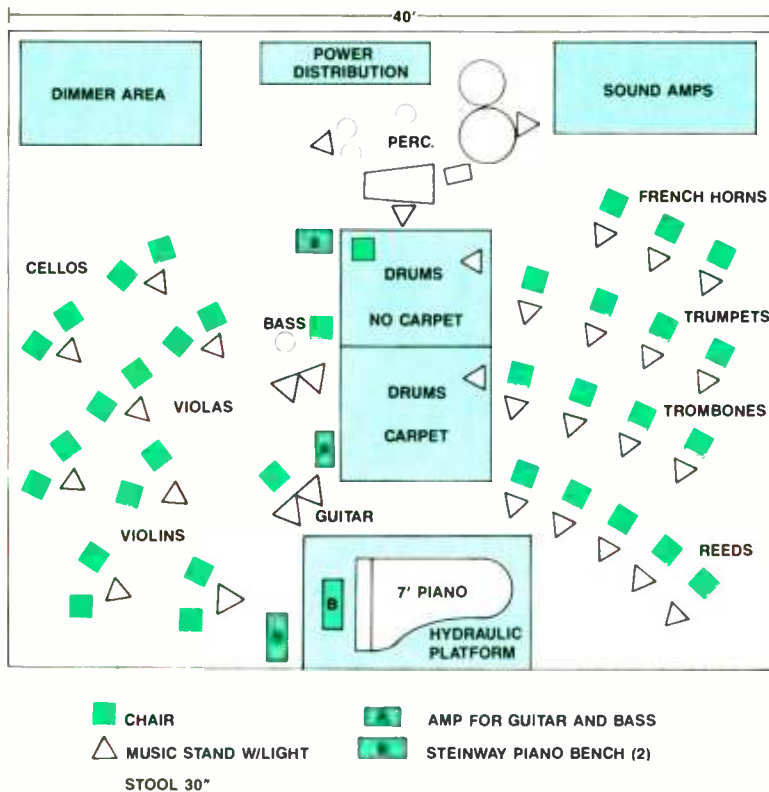 40'
POWER
DISTRIBUTION
DIMMER AREA
SOUND AMPS
PERC.
FRENCH HORNS
CELLOS
DRUMS
NO CARPET
BASS
TRUMPETS
VIOLAS
DRUMS
CARPET
TROMBONES
GUITAR
VIOLINS
REEDS
B
7' PIANO
HYDRAULIC
PLATFORM
CHAIR
A
AMP FOR GUITAR AND BASS
MUSIC STAND W/LIGHT
B
STEINWAY PIANO BENCH (2)
STOOL 30"